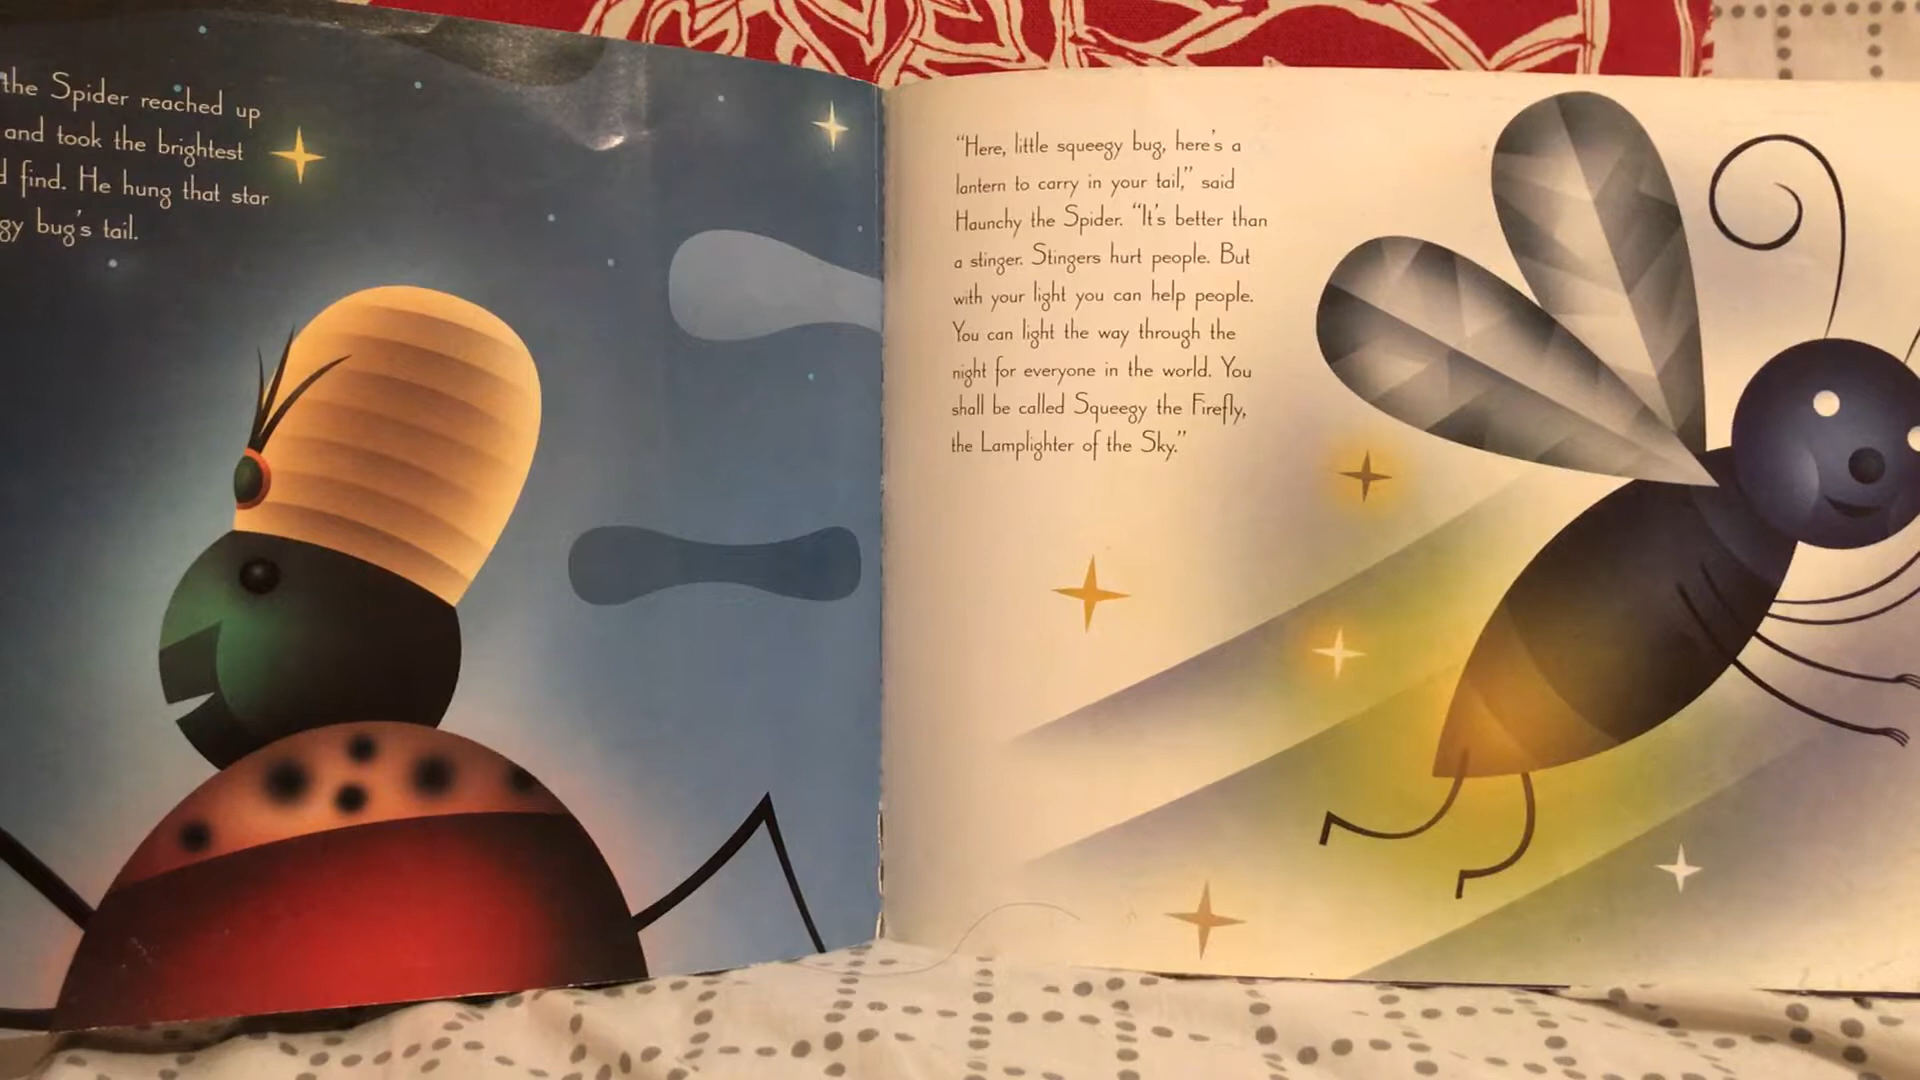 the Spider reached up
and took the brightest
find. He hung that star
bug's tail.
"Here, little squeegy bug, here's a
lantern to carry in your tail," said
Haunchy the Spider. "It's better than
a stinger. Stingers hurt people. But
with your light you can help people.
You can light the way through the
night for everyone in the world. You
shall be called Squeegy the Firefly,
the Lamplighter of the Sky."